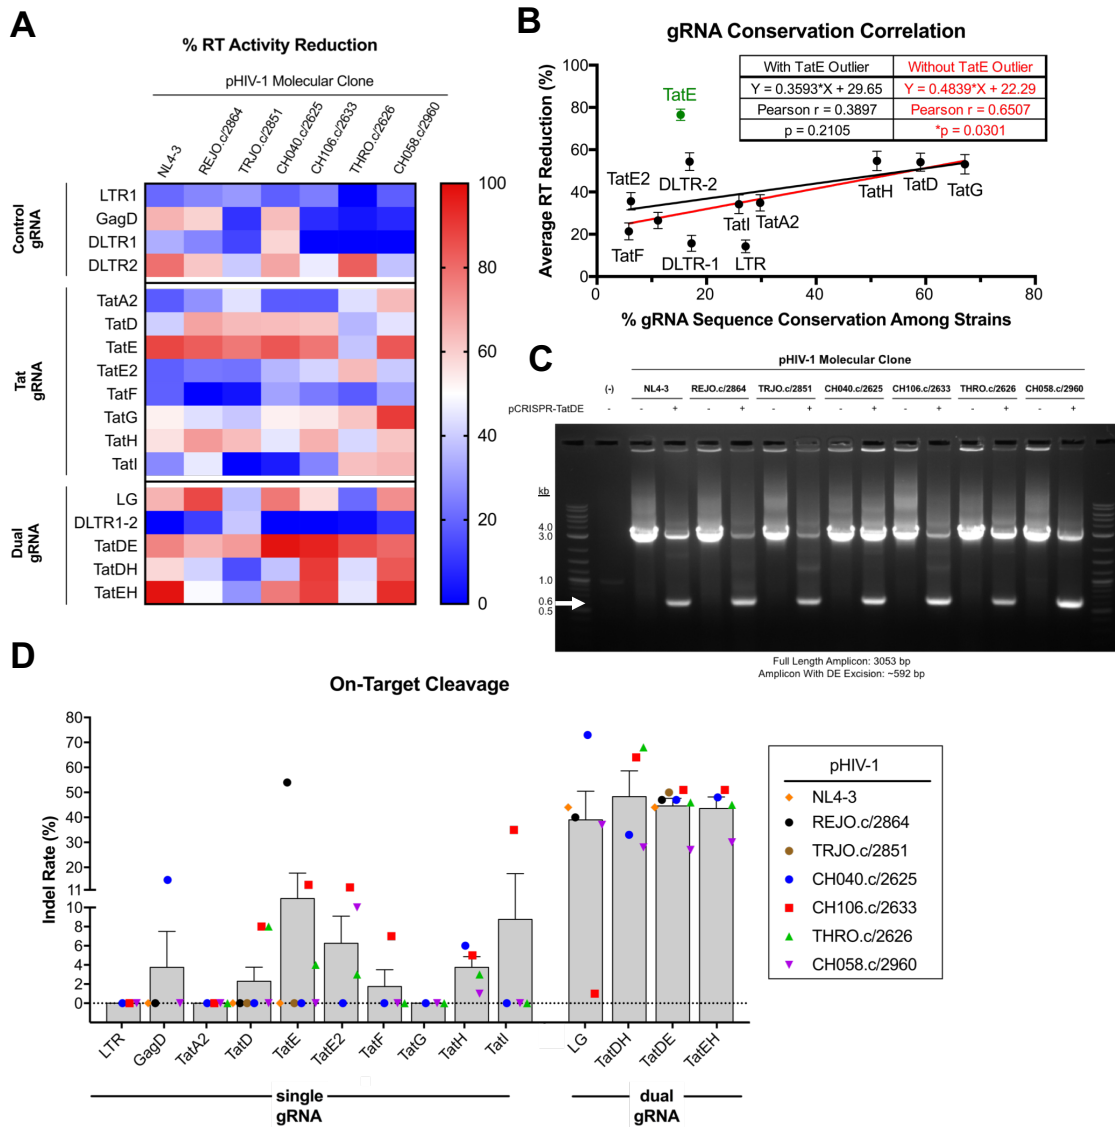 A
% RT Activity Reduction
pHIV-1 Molecular Clone
NL4-3
REJO.c/2864
TRJO.c/2851
CH040.c/2625
CH106.c/2633
THRO.c/2626
CH058.c/2960
Control
gRNA
LTR1
GagD
DLTR1
DLTR2
Tat
gRNA
TatA2
TatD
TatE
TatE2
TatF
TatG
TatH
TatI
Dual
gRNA
LG
DLTR1-2
TatDE
TatDH
TatEH
100
80
60
40
20
0
B
gRNA Conservation Correlation
With TatE Outlier Without TatE Outlier
Y = 0.3593*X + 29.65 Y = 0.4839*X + 22.29
Pearson r = 0.3897 Pearson r = 0.6507
p = 0.2105 *p = 0.0301
Average RT Reduction (%)
100
80
60
40
20
0
TatE
TatE2
DLTR-2
TatH
TatD
TatG
TatI
TatA2
TatF
DLTR-1
LTR
0 20 40 60 80
% gRNA Sequence Conservation Among Strains
C
pHIV-1 Molecular Clone
(-) NL4-3 REJO.c/2864 TRJO.c/2851 CH040.c/2625 CH106.c/2633 THRO.c/2626 CH058.c/2960
pCRISPR-TatDE - - + - + - + - + - + - + - +
kb
4.0
3.0
1.0
0.6
0.5
Full Length Amplicon: 3053 bp
Amplicon With DE Excision: ~592 bp
D
On-Target Cleavage
Indel Rate (%)
80
70
60
50
40
30
20
11
10
8
6
4
2
0
LTR
GagD
TatA2
TatD
TatE
TatE2
TatF
TatG
TatH
TatI
LG
TatDH
TatDE
TatEH
single
gRNA
dual
gRNA
pHIV-1
NL4-3
REJO.c/2864
TRJO.c/2851
CH040.c/2625
CH106.c/2633
THRO.c/2626
CH058.c/2960